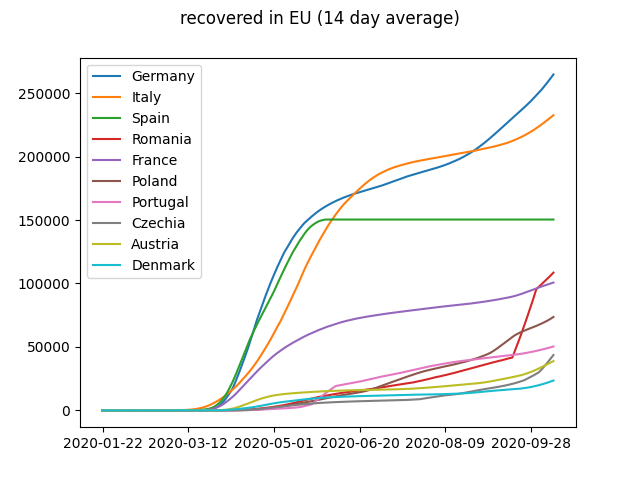 recovered in EU (14 day average)
250000
200000
150000
100000
50000
0
Germany
Italy
Spain
Romania
France
Poland
Portugal
Czechia
Austria
Denmark
2020-01-22 2020-03-12 2020-05-01 2020-06-20 2020-08-09 2020-09-28